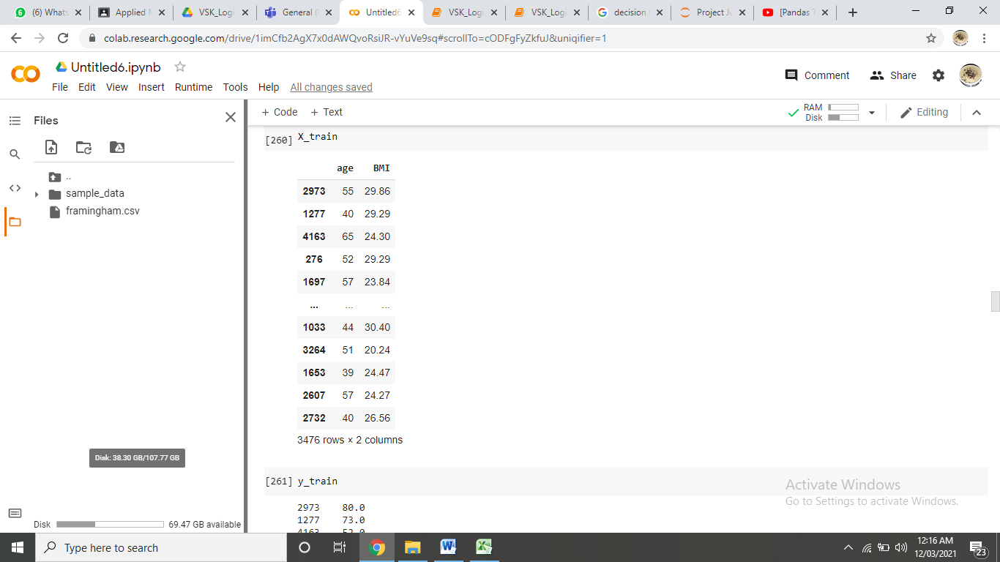 6 (6) Whats
Applied M
VSK_Logi
General (
Untitled6
VSK_Logi
VSK_Logi
decision
Project Ju
[Pandas T
colab.research.google.com/drive/1imCfb2AgX7x0dAWQvoRsiJR-vYuVe9sq#scrollTo=cODFgFyZkfuJ&uniqifier=1
Untitled6.ipynb
Comment Share
File Edit View Insert Runtime Tools Help All changes saved
Files
+ Code + Text
RAM
Disk
Editing
..
sample_data
framingham.csv
Disk: 38.30 GB/107.77 GB
Disk 69.47 GB available
[260] X_train
age BMI
2973 55 29.86
1277 40 29.29
4163 65 24.30
276 52 29.29
1697 57 23.84
... ... ...
1033 44 30.40
3264 51 20.24
1653 39 24.47
2607 57 24.27
2732 40 26.56
3476 rows × 2 columns
[261] y_train
2973 80.0
1277 73.0
4163 52.0
Activate Windows
Go to Settings to activate Windows.
Type here to search
12:16 AM
12/03/2021
23